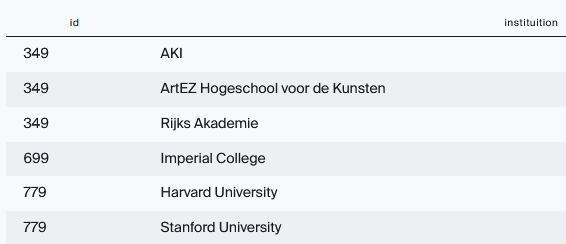 id instituition
349 AKI
349 ArtEZ Hogeschool voor de Kunsten
349 Rijks Akademie
699 Imperial College
779 Harvard University
779 Stanford University